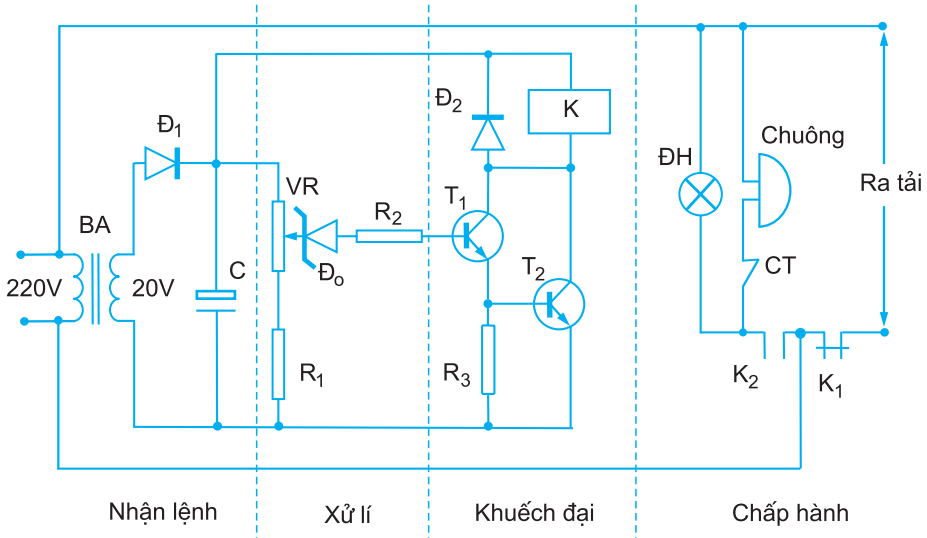 Đ₂
K
Đ₁
Chuông
ĐH
Ra tải
VR
T₁
R₂
BA
C
T₂
CT
220V
20V
Đₒ
R₁
R₃
K₂
K₁
Nhận lệnh
Xử lí
Khuếch đại
Chấp hành